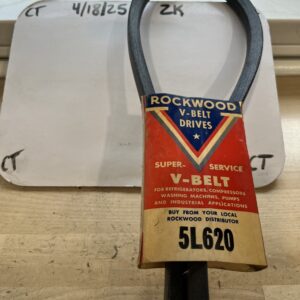 CT 4/18/25 ZK
ROCKWOOD
V-BELT
DRIVES
SUPER- SERVICE
V-BELT
FOR REFRIGERATORS, COMPRESSORS
WASHING MACHINES, PUMPS
AND INDUSTRIAL APPLICATIONS
BUY FROM YOUR LOCAL
ROCKWOOD DISTRIBUTOR
5L620
CT
CT